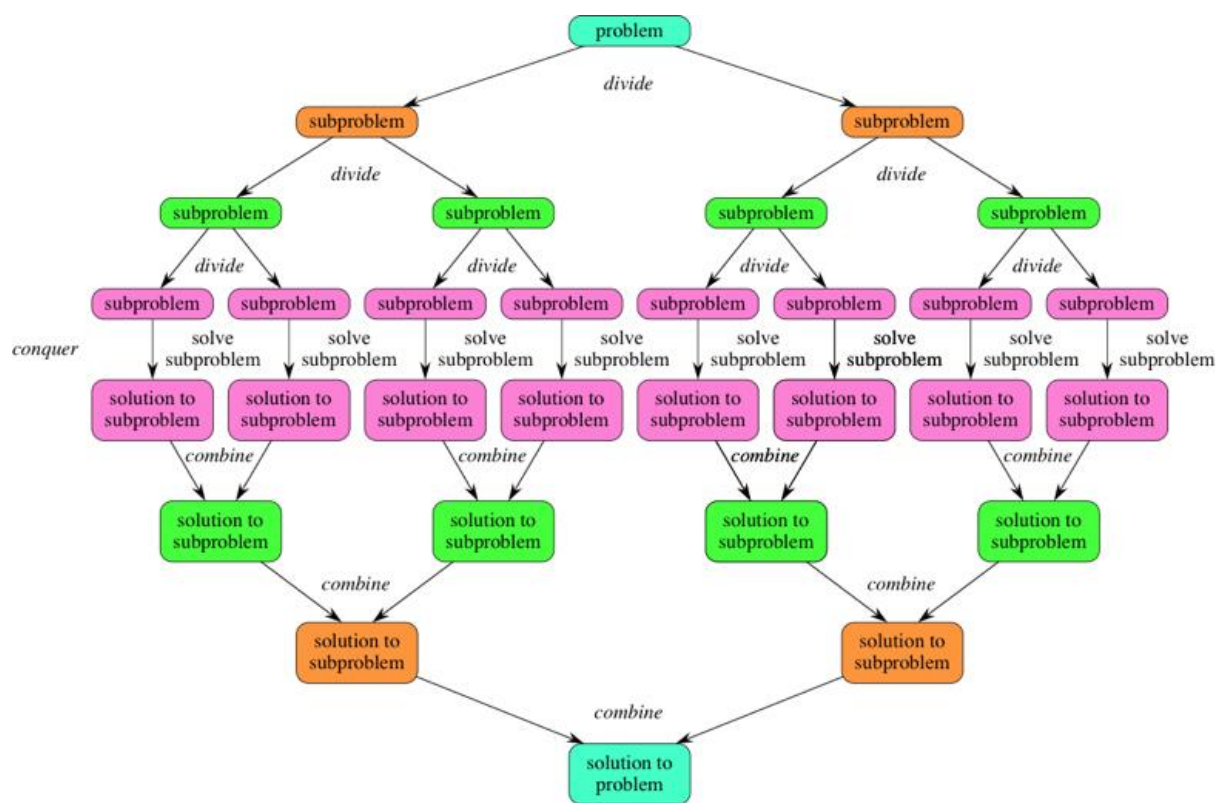 problem
divide
subproblem subproblem
divide divide
subproblem subproblem subproblem subproblem
divide divide divide divide
subproblem subproblem subproblem subproblem subproblem subproblem subproblem subproblem
conquer
solve solve solve solve solve solve solve solve
subproblem subproblem subproblem subproblem subproblem subproblem subproblem subproblem
solution to solution to solution to solution to solution to solution to solution to solution to
subproblem subproblem subproblem subproblem subproblem subproblem subproblem subproblem
combine combine combine combine
solution to solution to solution to solution to
subproblem subproblem subproblem subproblem
combine combine
solution to solution to
subproblem subproblem
combine
solution to
problem